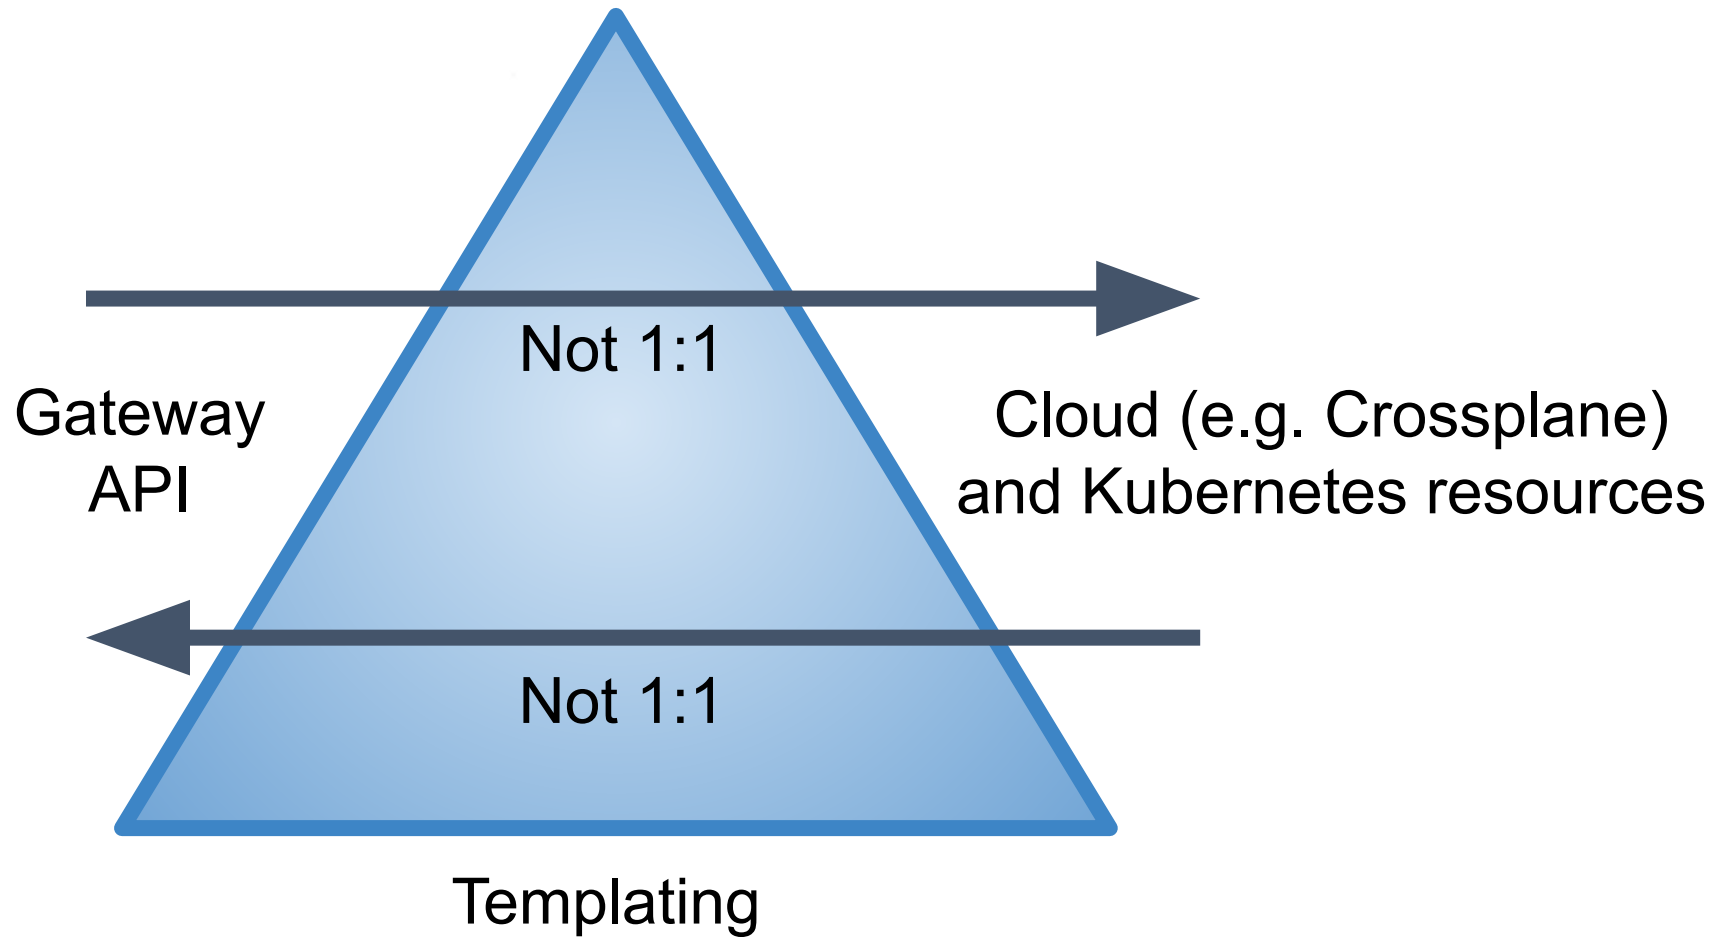 Not 1:1
Gateway
API
Cloud (e.g. Crossplane)
and Kubernetes resources
Not 1:1
Templating